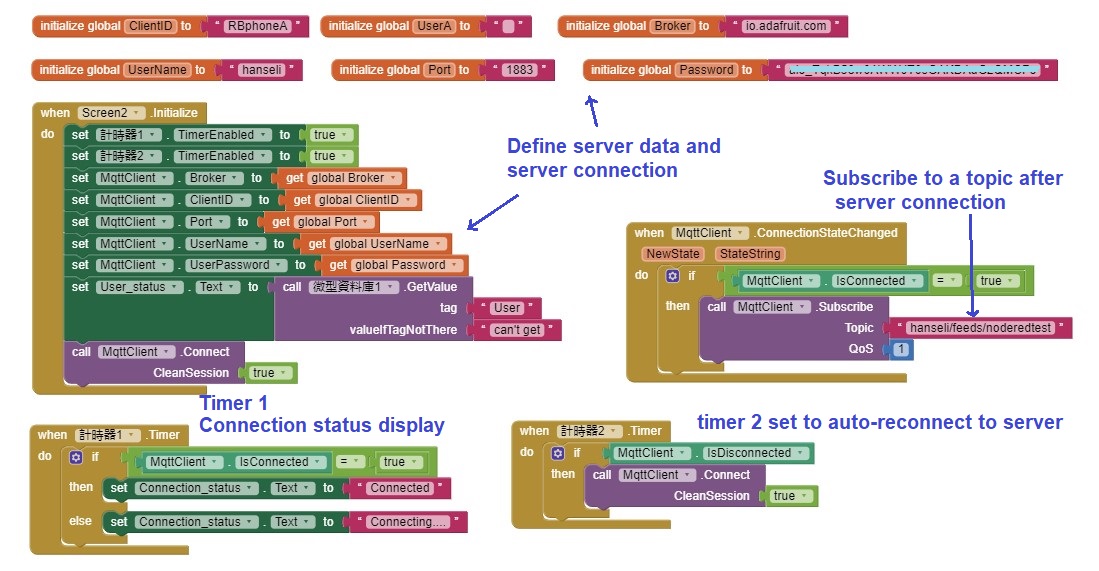 initialize global ClientID to " RBphoneA "
initialize global UserA to " "
initialize global Broker to " io.adafruit.com "
initialize global UserName to " hanseli "
initialize global Port to " 1883 "
initialize global Password to " "
when Screen2 .Initialize
do set 計時器1 . TimerEnabled to true
set 計時器2 . TimerEnabled to true
set MqttClient . Broker to get global Broker
set MqttClient . ClientID to get global ClientID
set MqttClient . Port to get global Port
set MqttClient . UserName to get global UserName
set MqttClient . UserPassword to get global Password
set User_status . Text to call 微型資料庫1 .GetValue
tag " User "
valueIfTagNotThere " can't get "
call MqttClient .Connect
CleanSession true
Define server data and
server connection
Subscribe to a topic after
server connection
when MqttClient .ConnectionStateChanged
NewState StateString
do if MqttClient . IsConnected = true
then call MqttClient .Subscribe
Topic " hanseli/feeds/noderedtest "
QoS 1
Timer 1
Connection status display
when 計時器1 .Timer
do if MqttClient . IsConnected = true
then set Connection_status . Text to " Connected "
else set Connection_status . Text to " Connecting.... "
timer 2 set to auto-reconnect to server
when 計時器2 .Timer
do if MqttClient . IsDisconnected
then call MqttClient .Connect
CleanSession true